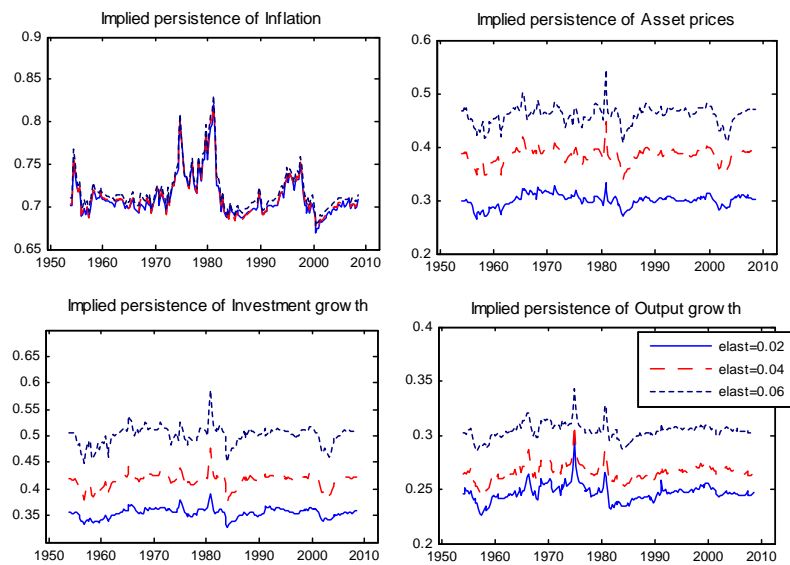 Implied persistence of Inflation
0.9
0.85
0.8
0.75
0.7
0.65
1950 1960 1970 1980 1990 2000 2010
Implied persistence of Asset prices
0.6
0.5
0.4
0.3
0.2
1950 1960 1970 1980 1990 2000 2010
Implied persistence of Investment growth
0.65
0.6
0.55
0.5
0.45
0.4
0.35
1950 1960 1970 1980 1990 2000 2010
Implied persistence of Output growth
0.4
0.35
0.3
0.25
0.2
1950 1960 1970 1980 1990 2000 2010
elast=0.02
elast=0.04
elast=0.06